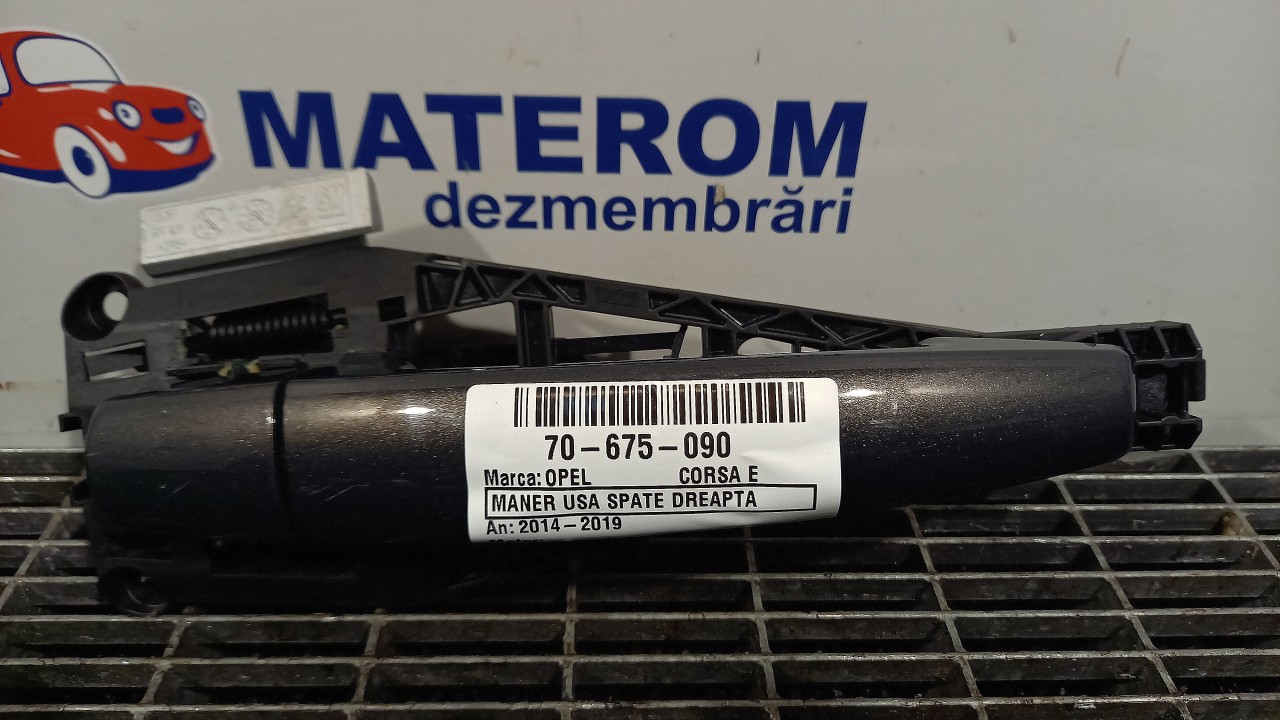 MATEROM
dezmembrări
70-675-090
Marca: OPEL CORSA E
MANER USA SPATE DREAPTA
An: 2014-2019